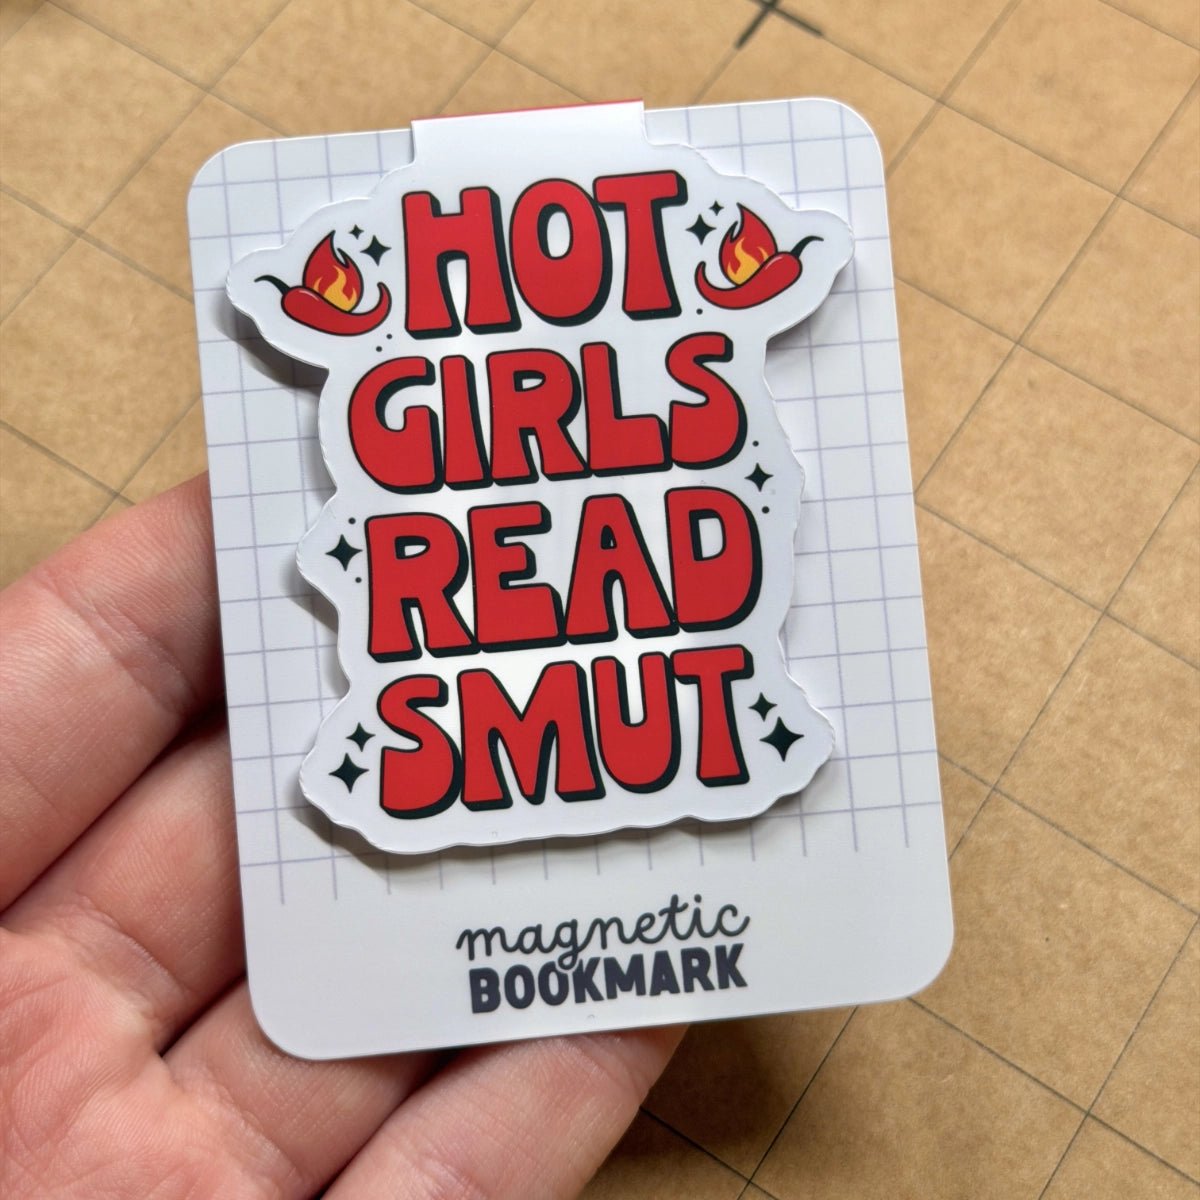 HOT
GIRLS
READ
SMUT
magnetic
BOOKMARK